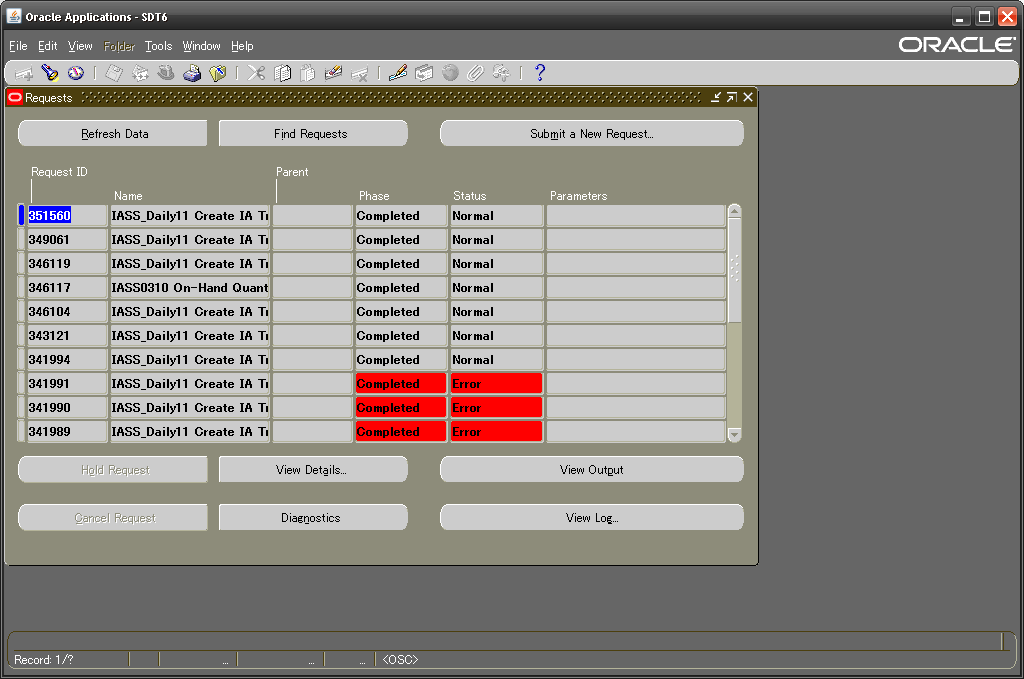 Oracle Applications - SDT6
File Edit View Folder Tools Window Help
ORACLE
?
Requests
Refresh Data Find Requests Submit a New Request...
Request ID Parent
Name Phase Status Parameters
351560 IASS_Daily11 Create IA Tr Completed Normal
349061 IASS_Daily11 Create IA Tr Completed Normal
346119 IASS_Daily11 Create IA Tr Completed Normal
346117 IASS0310 On-Hand Quant Completed Normal
346104 IASS_Daily11 Create IA Tr Completed Normal
343121 IASS_Daily11 Create IA Tr Completed Normal
341994 IASS_Daily11 Create IA Tr Completed Normal
341991 IASS_Daily11 Create IA Tr Completed Error
341990 IASS_Daily11 Create IA Tr Completed Error
341989 IASS_Daily11 Create IA Tr Completed Error
Hold Request View Details... View Output
Cancel Request Diagnostics View Log...
Record: 1/? ... ... ... <OSC>